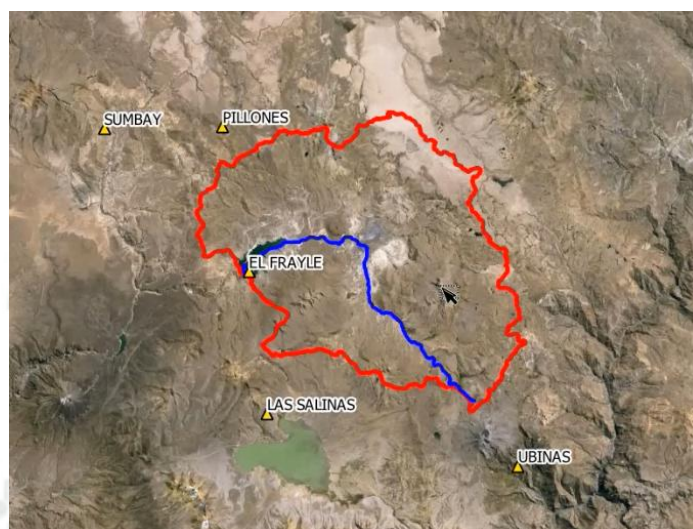 SUMBAY
PILLONES
EL FRAYLE
LAS SALINAS
UBINAS